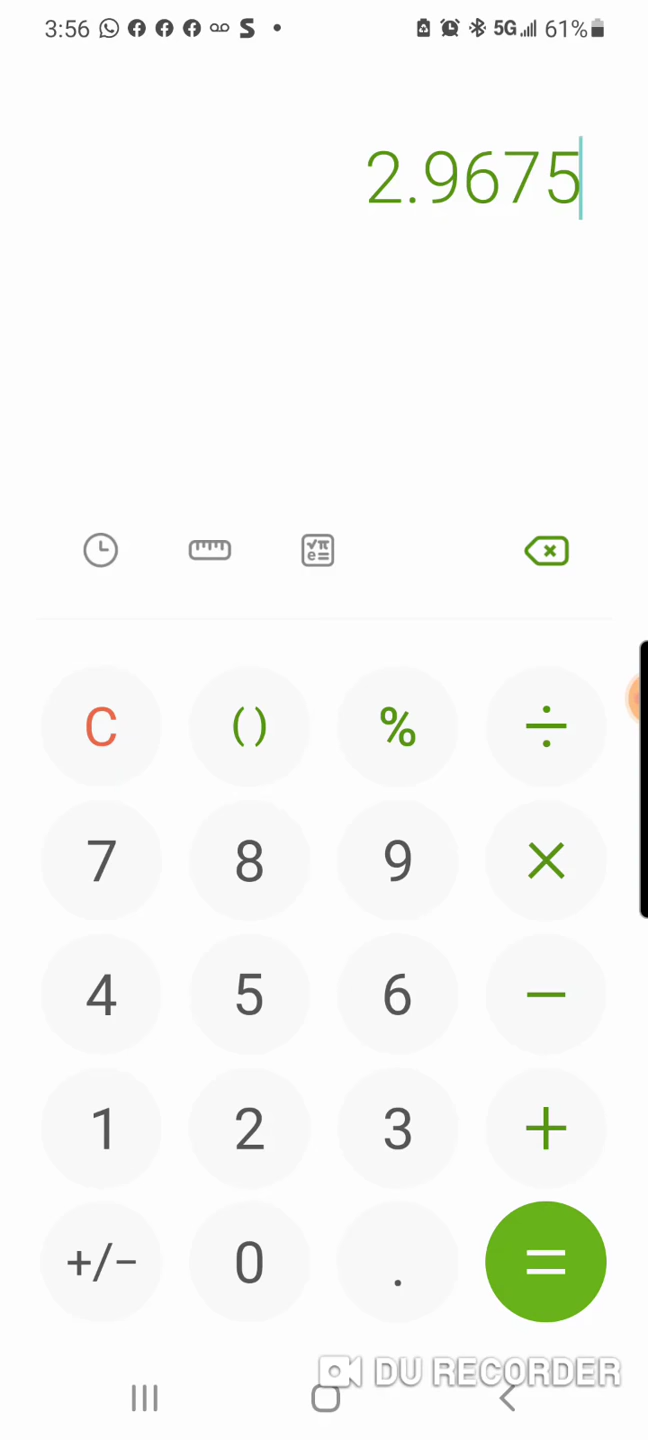 3:56 5G 61%
2.9675
√π
e=
C ( ) % ÷
7 8 9 ×
4 5 6 −
1 2 3 +
+/− 0 . =
DU RECORDER